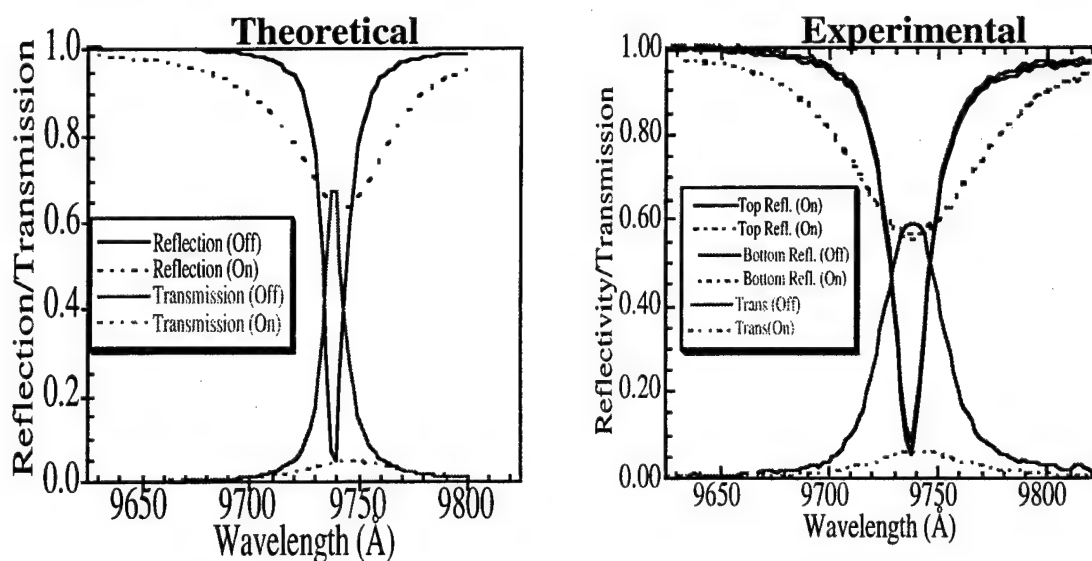 Theoretical
Reflection/Transmission
1.0
0.8
0.6
0.4
0.2
0.0
Reflection (Off)
Reflection (On)
Transmission (Off)
Transmission (On)
9650
9700
9750
9800
Wavelength (Å)
Experimental
Reflectivity/Transmission
1.00
0.80
0.60
0.40
0.20
0.00
Top Refl. (On)
Top Refl. (On)
Bottom Refl. (Off)
Bottom Refl. (On)
Trans (Off)
Trans(On)
9650
9700
9750
9800
Wavelength (Å)